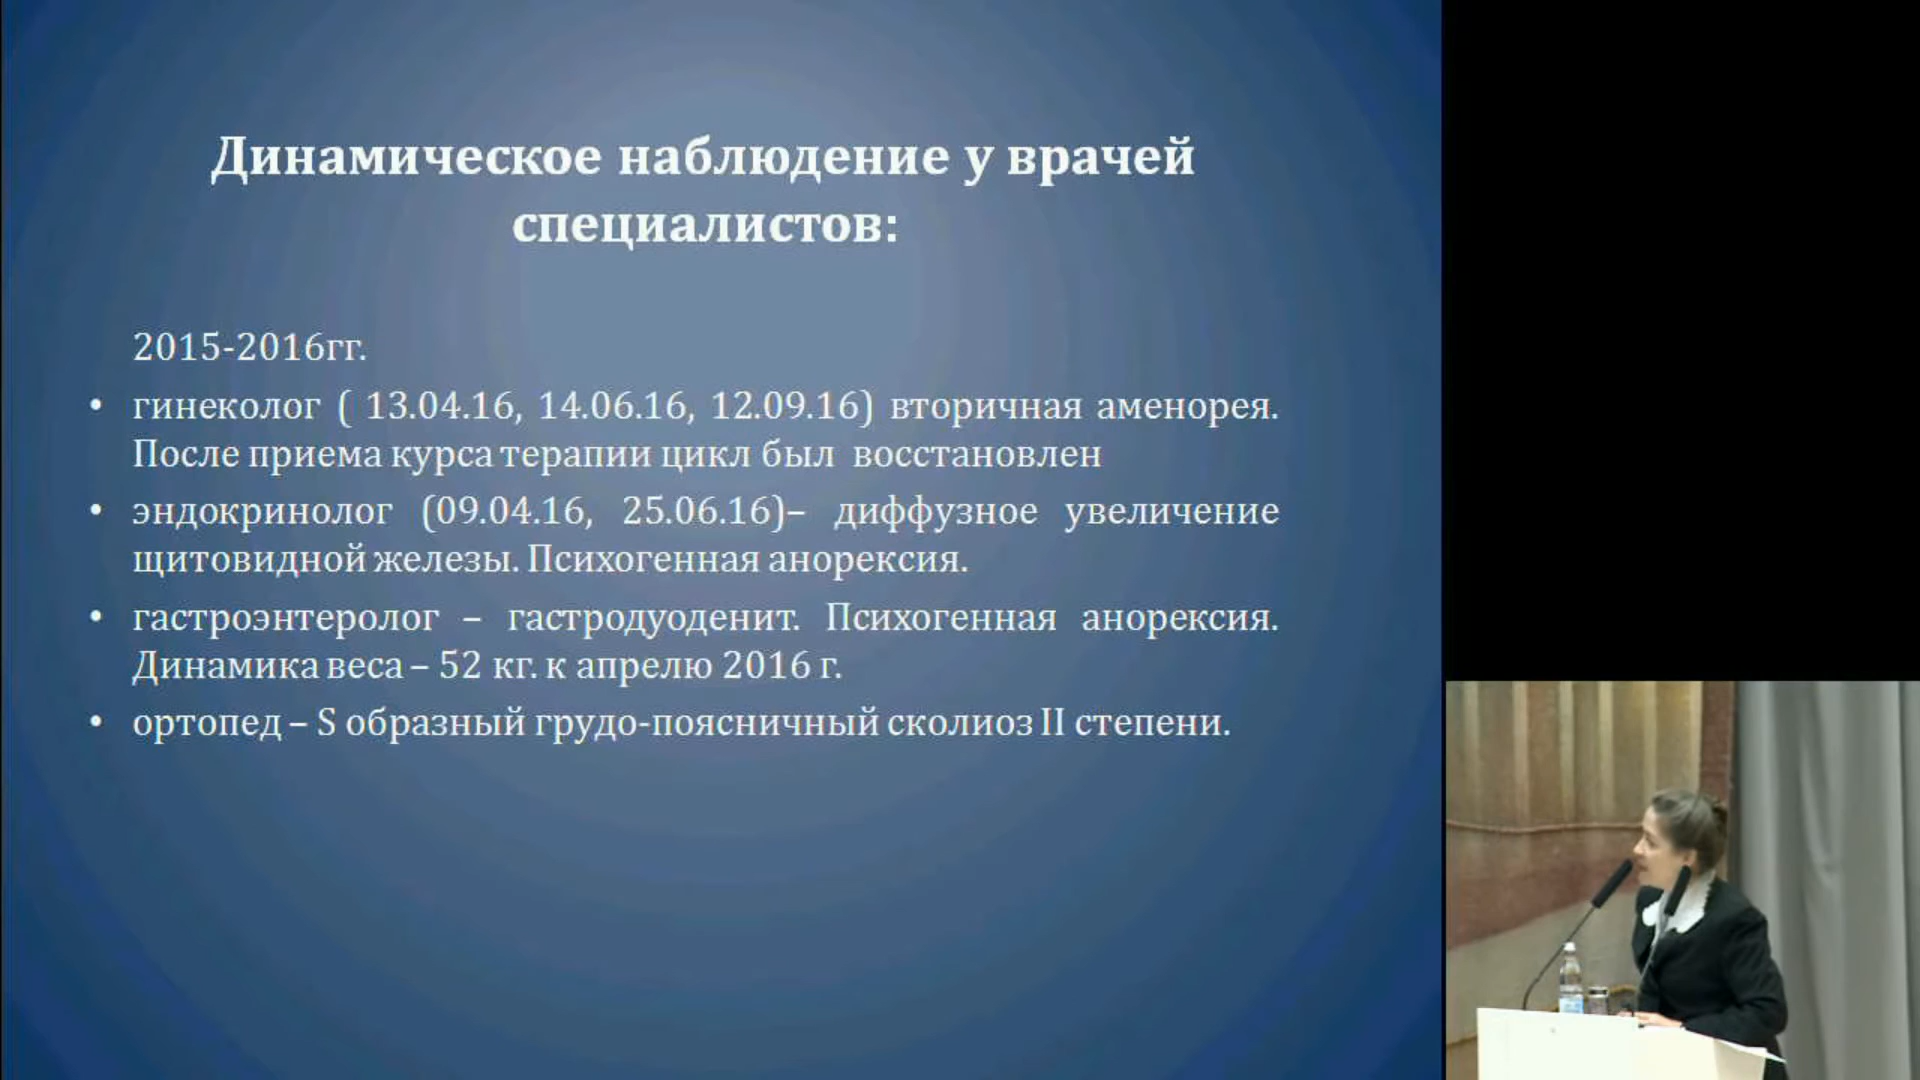 Динамическое наблюдение у врачей
специалистов:
2015-2016гг.
• гинеколог ( 13.04.16, 14.06.16, 12.09.16) вторичная аменорея.
После приема курса терапии цикл был восстановлен
• эндокринолог (09.04.16, 25.06.16)– диффузное увеличение
щитовидной железы. Психогенная анорексия.
• гастроэнтеролог – гастродуоденит. Психогенная анорексия.
Динамика веса – 52 кг. к апрелю 2016 г.
• ортопед – S образный грудо-поясничный сколиоз II степени.